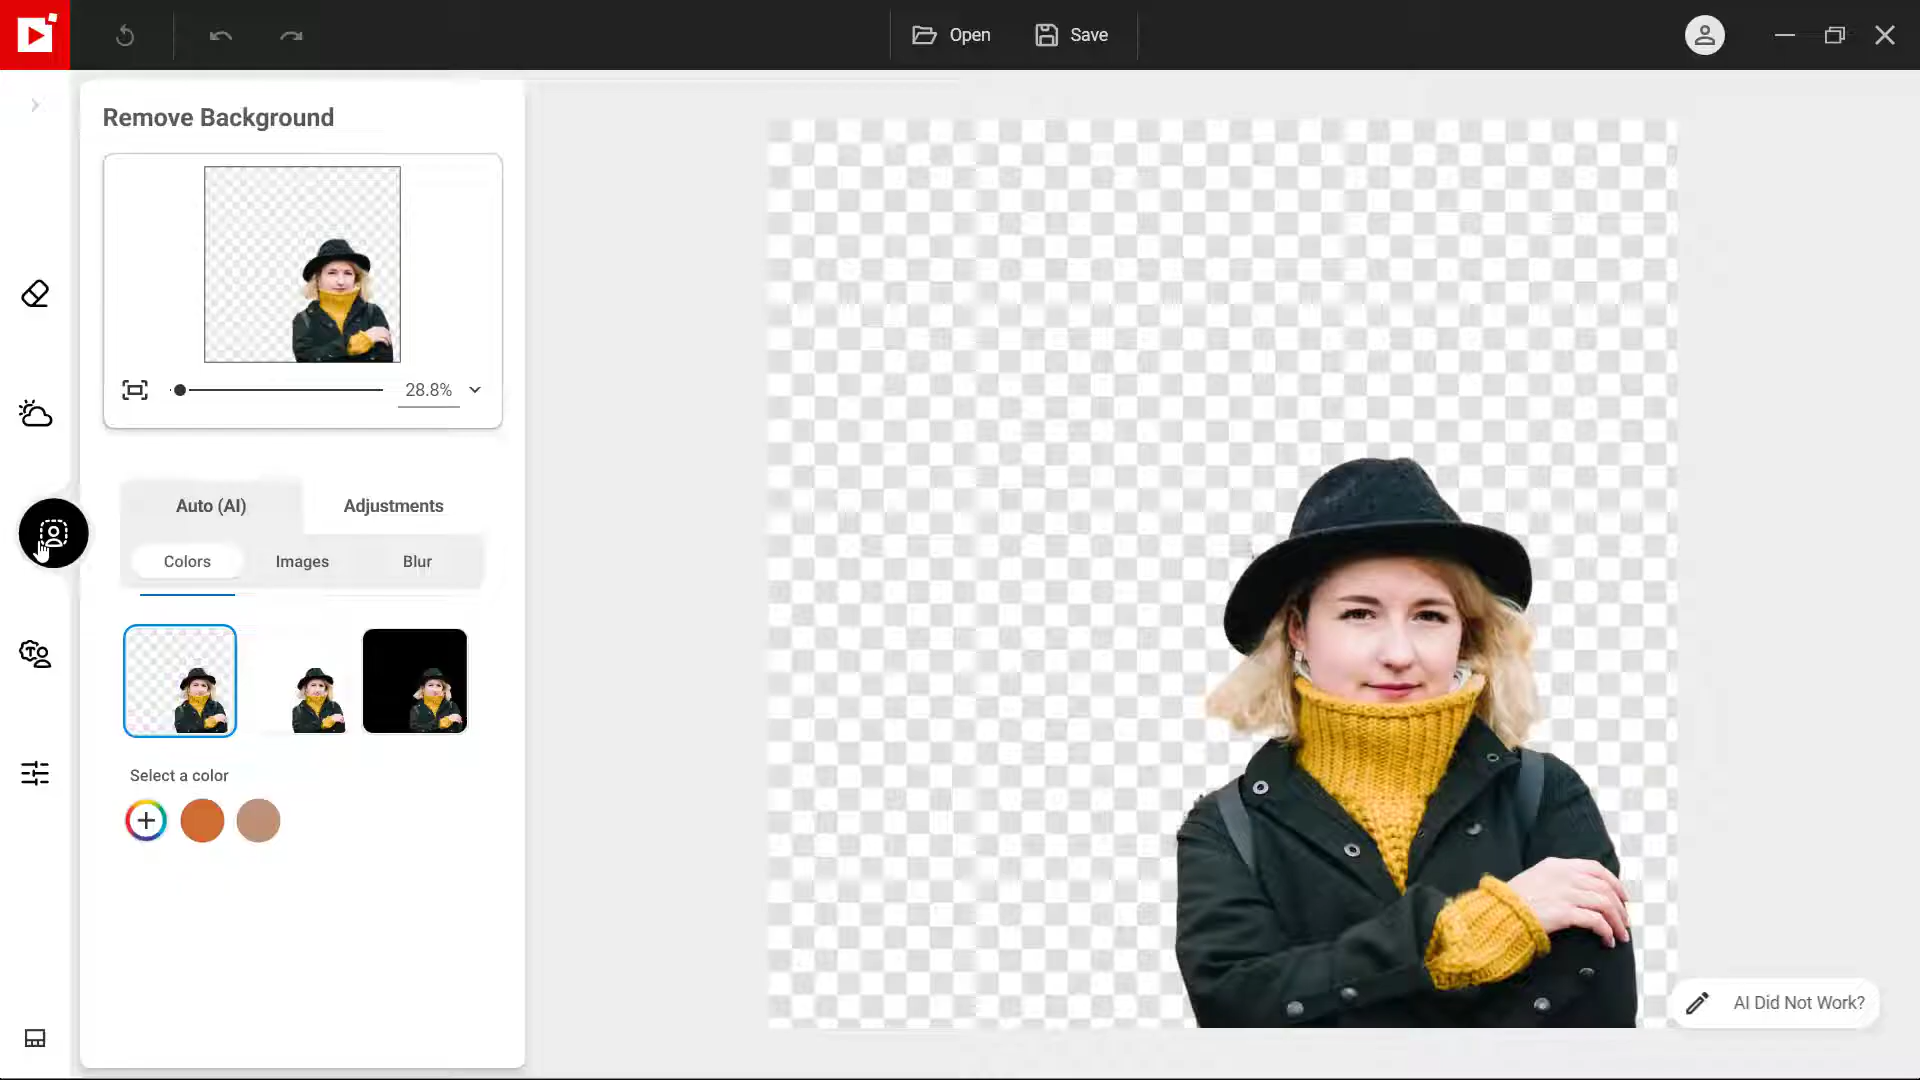 Open
Save
Remove Background
28.8%
Auto (AI)
Adjustments
Colors
Images
Blur
Select a color
AI Did Not Work?